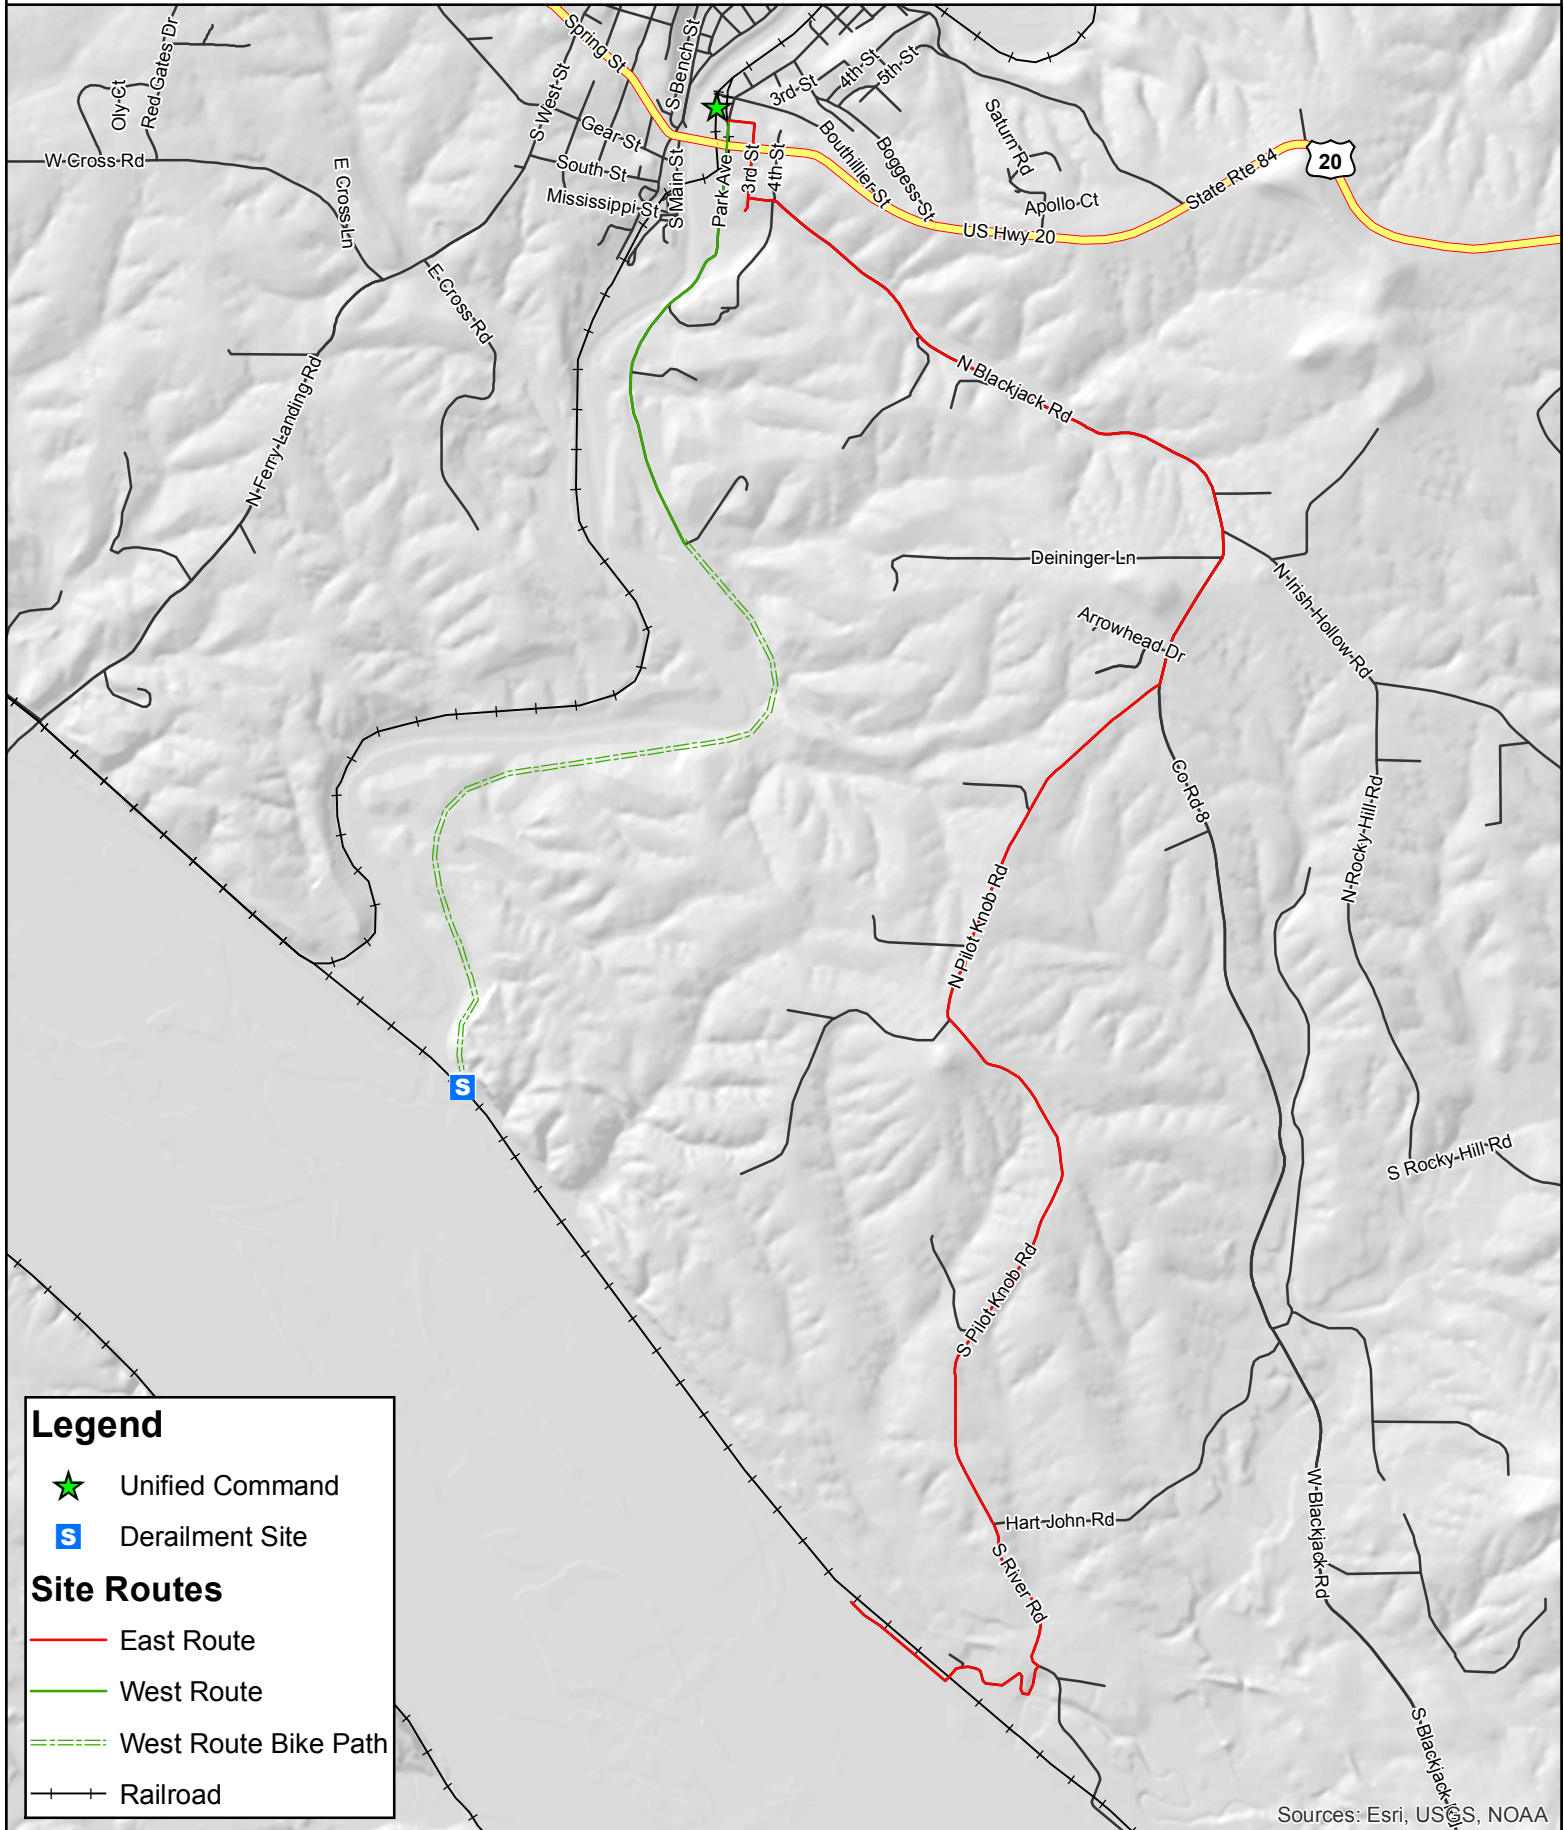 Spring St
S Bench St
S West St
Red Gates Dr
Oly Ct
W Cross Rd
E Cross Ln
E Cross Rd
Gear St
South St
Mississippi St
S Main St
Park Ave
3rd St
4th St
3rd St
4th St
5th St
Bouthillier St
Boggess St
Saturn Rd
Apollo Ct
US Hwy 20
State Rte 84
20
N Ferry Landing Rd
N Blackjack Rd
Deininger Ln
Arrowhead Dr
N Irish Hollow Rd
Co Rd 8
N Rocky Hill Rd
N Pilot Knob Rd
S
S Rocky Hill Rd
S Pilot Knob Rd
Hart John Rd
S River Rd
W Blackjack Rd
S Blackjack Rd
Legend
Unified Command
S Derailment Site
Site Routes
East Route
West Route
West Route Bike Path
Railroad
Sources: Esri, USGS, NOAA